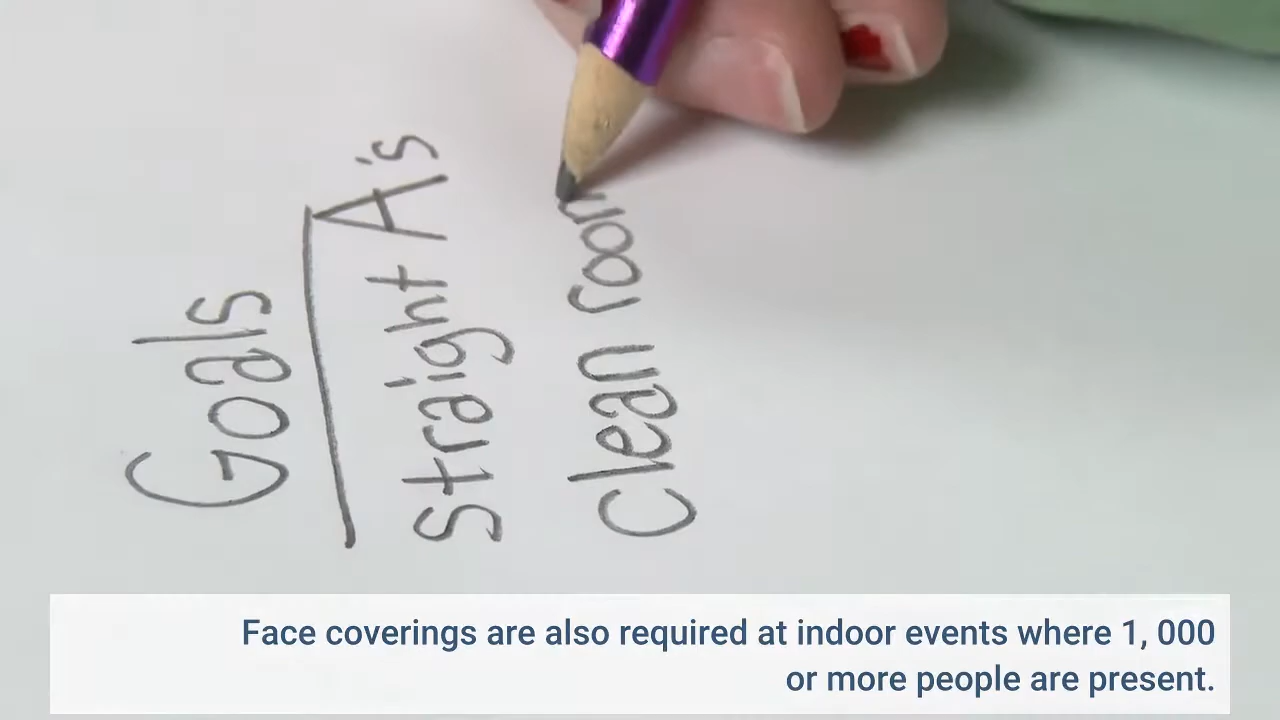 Goals
Straight A's
Clean room
Face coverings are also required at indoor events where 1, 000
or more people are present.